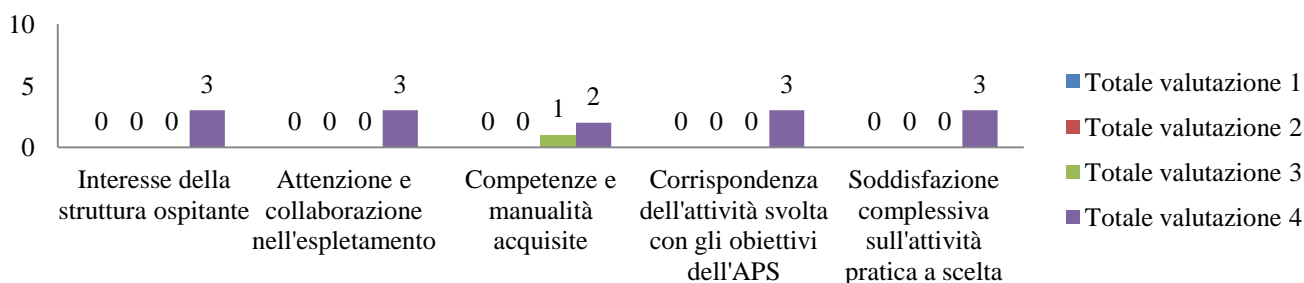 10
5
0
0 0 0 3
0 0 0 3
0 0 1 2
0 0 0 3
0 0 0 3
Interesse della
struttura ospitante
Attenzione e
collaborazione
nell'espletamento
Competenze e
manualità
acquisite
Corrispondenza
dell'attività svolta
con gli obiettivi
dell'APS
Soddisfazione
complessiva
sull'attività
pratica a scelta
Totale valutazione 1
Totale valutazione 2
Totale valutazione 3
Totale valutazione 4